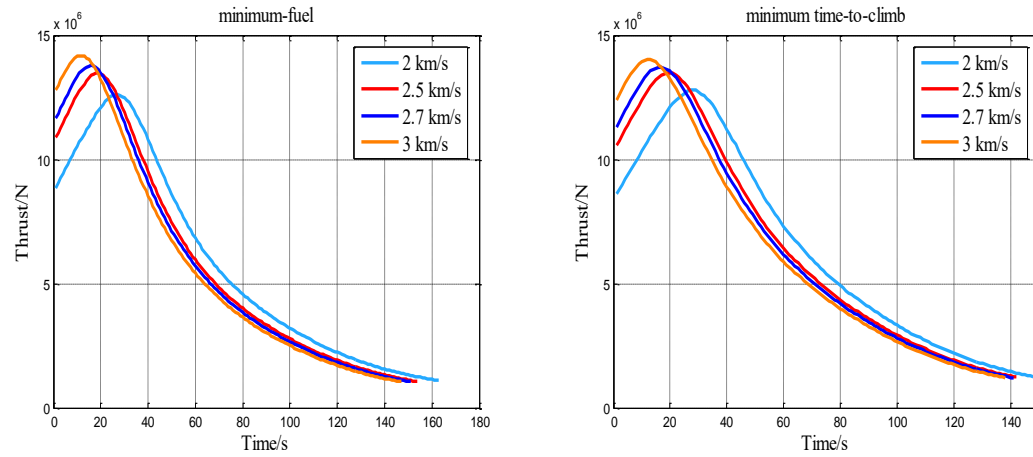 minimum-fuel
× 10
6
15
10
5
0
Thrust/N
2 km/s
2.5 km/s
2.7 km/s
3 km/s
0 20 40 60 80 100 120 140 160 180
Time/s
minimum time-to-climb
× 10
6
15
10
5
0
Thrust/N
2 km/s
2.5 km/s
2.7 km/s
3 km/s
0 20 40 60 80 100 120 140
Time/s